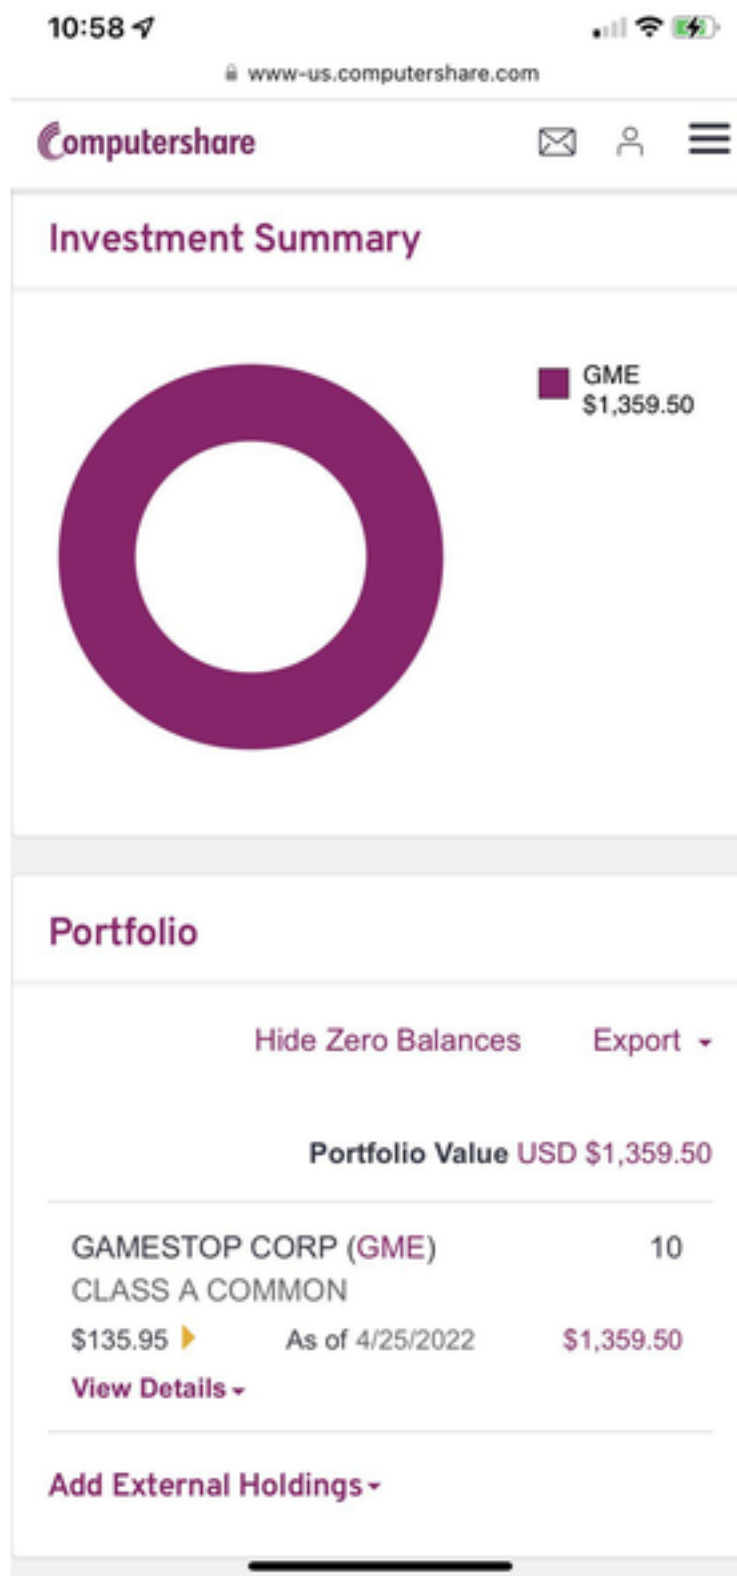 10:58
www-us.computershare.com
Computershare
Investment Summary
GME
$1,359.50
Portfolio
Hide Zero Balances Export
Portfolio Value USD $1,359.50
GAMESTOP CORP (GME) 10
CLASS A COMMON
$135.95 As of 4/25/2022 $1,359.50
View Details
Add External Holdings